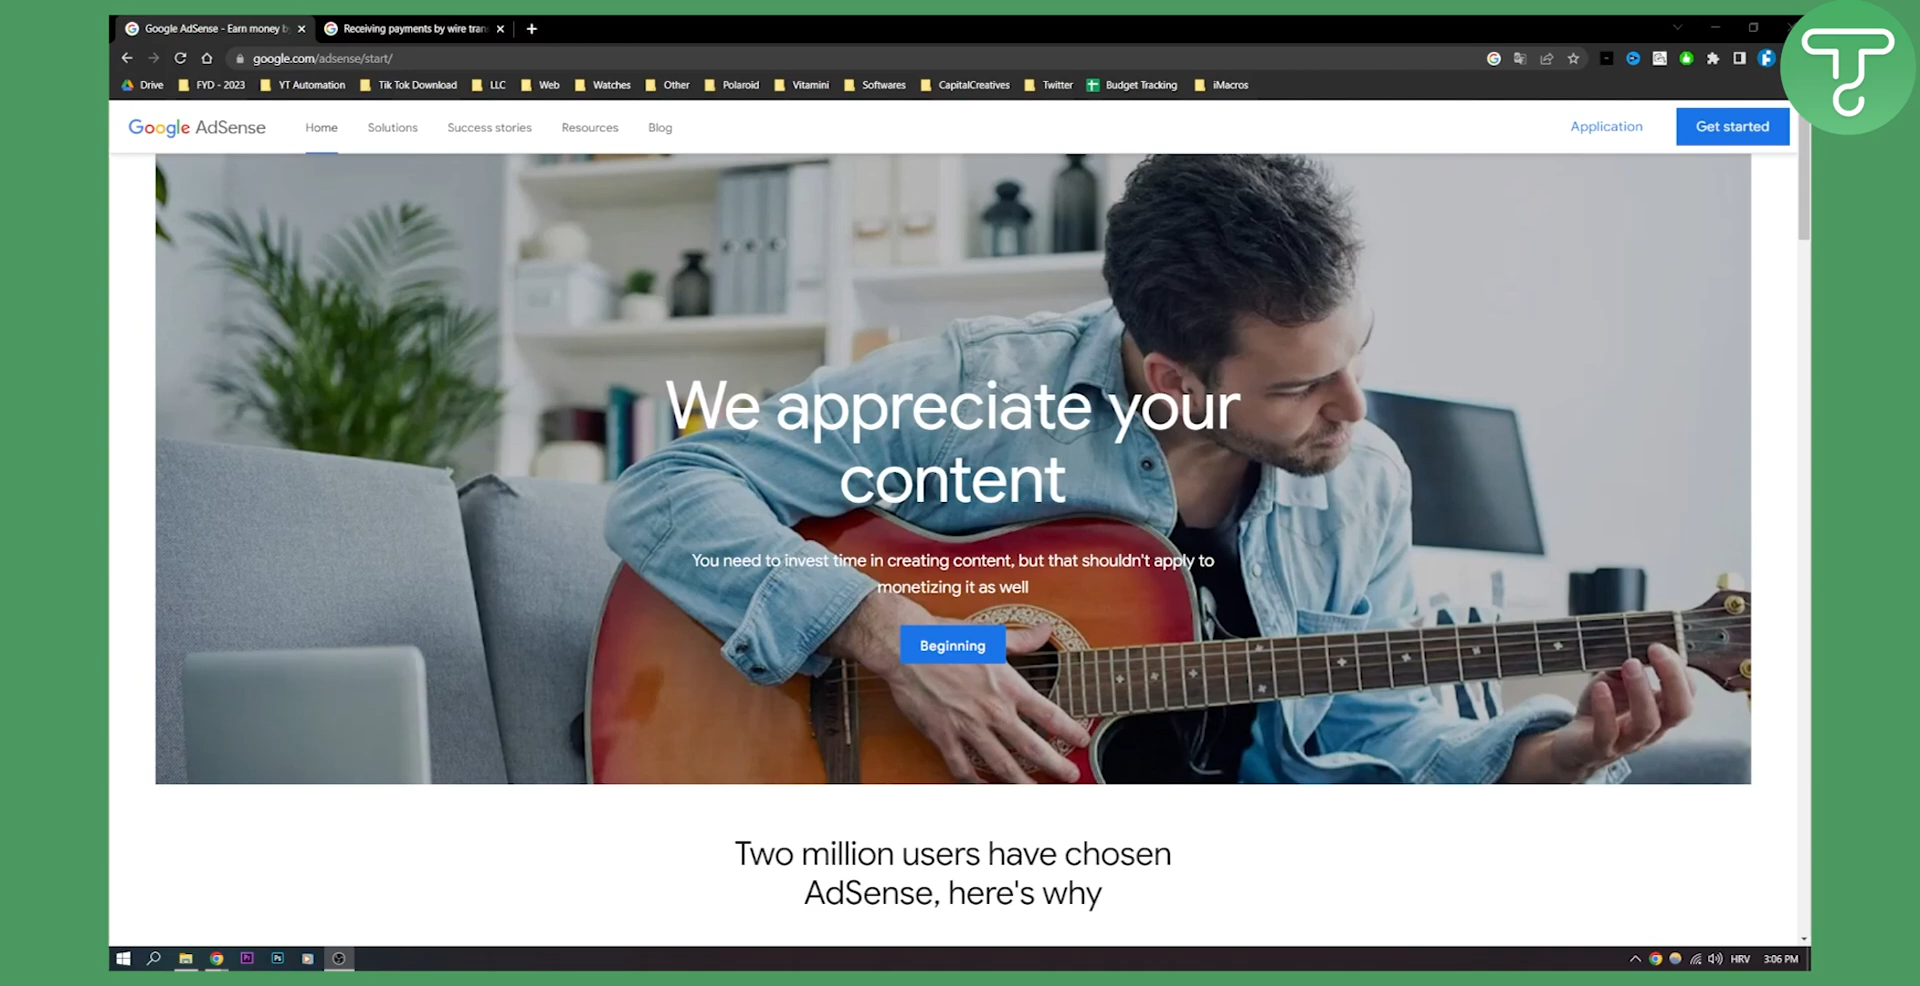 Google AdSense - Earn money b
Receiving payments by wire tran
google.com/adsense/start/
Drive
FYD - 2023
YT Automation
Tik Tok Download
LLC
Web
Watches
Other
Polaroid
Vitamini
Softwares
CapitalCreatives
Twitter
Budget Tracking
iMacros
Google AdSense
Home
Solutions
Success stories
Resources
Blog
Application
Get started
We appreciate your
content
You need to invest time in creating content, but that shouldn't apply to
monetizing it as well
Beginning
Two million users have chosen
AdSense, here's why
Pr
Ps
HRV
3:06 PM